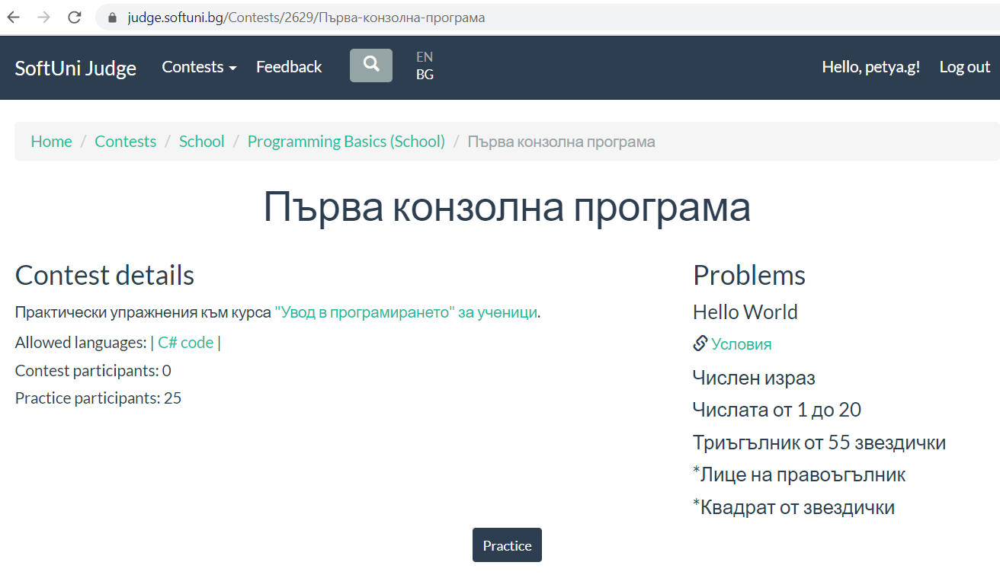 judge.softuni.bg/Contests/2629/Първа-конзолна-програма
SoftUni Judge Contests Feedback EN BG Hello, petya.g! Log out
Home / Contests / School / Programming Basics (School) / Първа конзолна програма
Първа конзолна програма
Contest details
Практически упражнения към курса "Увод в програмирането" за ученици.
Allowed languages: | C# code |
Contest participants: 0
Practice participants: 25
Problems
Hello World
Условия
Числен израз
Числата от 1 до 20
Триъгълник от 55 звездички
*Лице на правоъгълник
*Квадрат от звездички
Practice